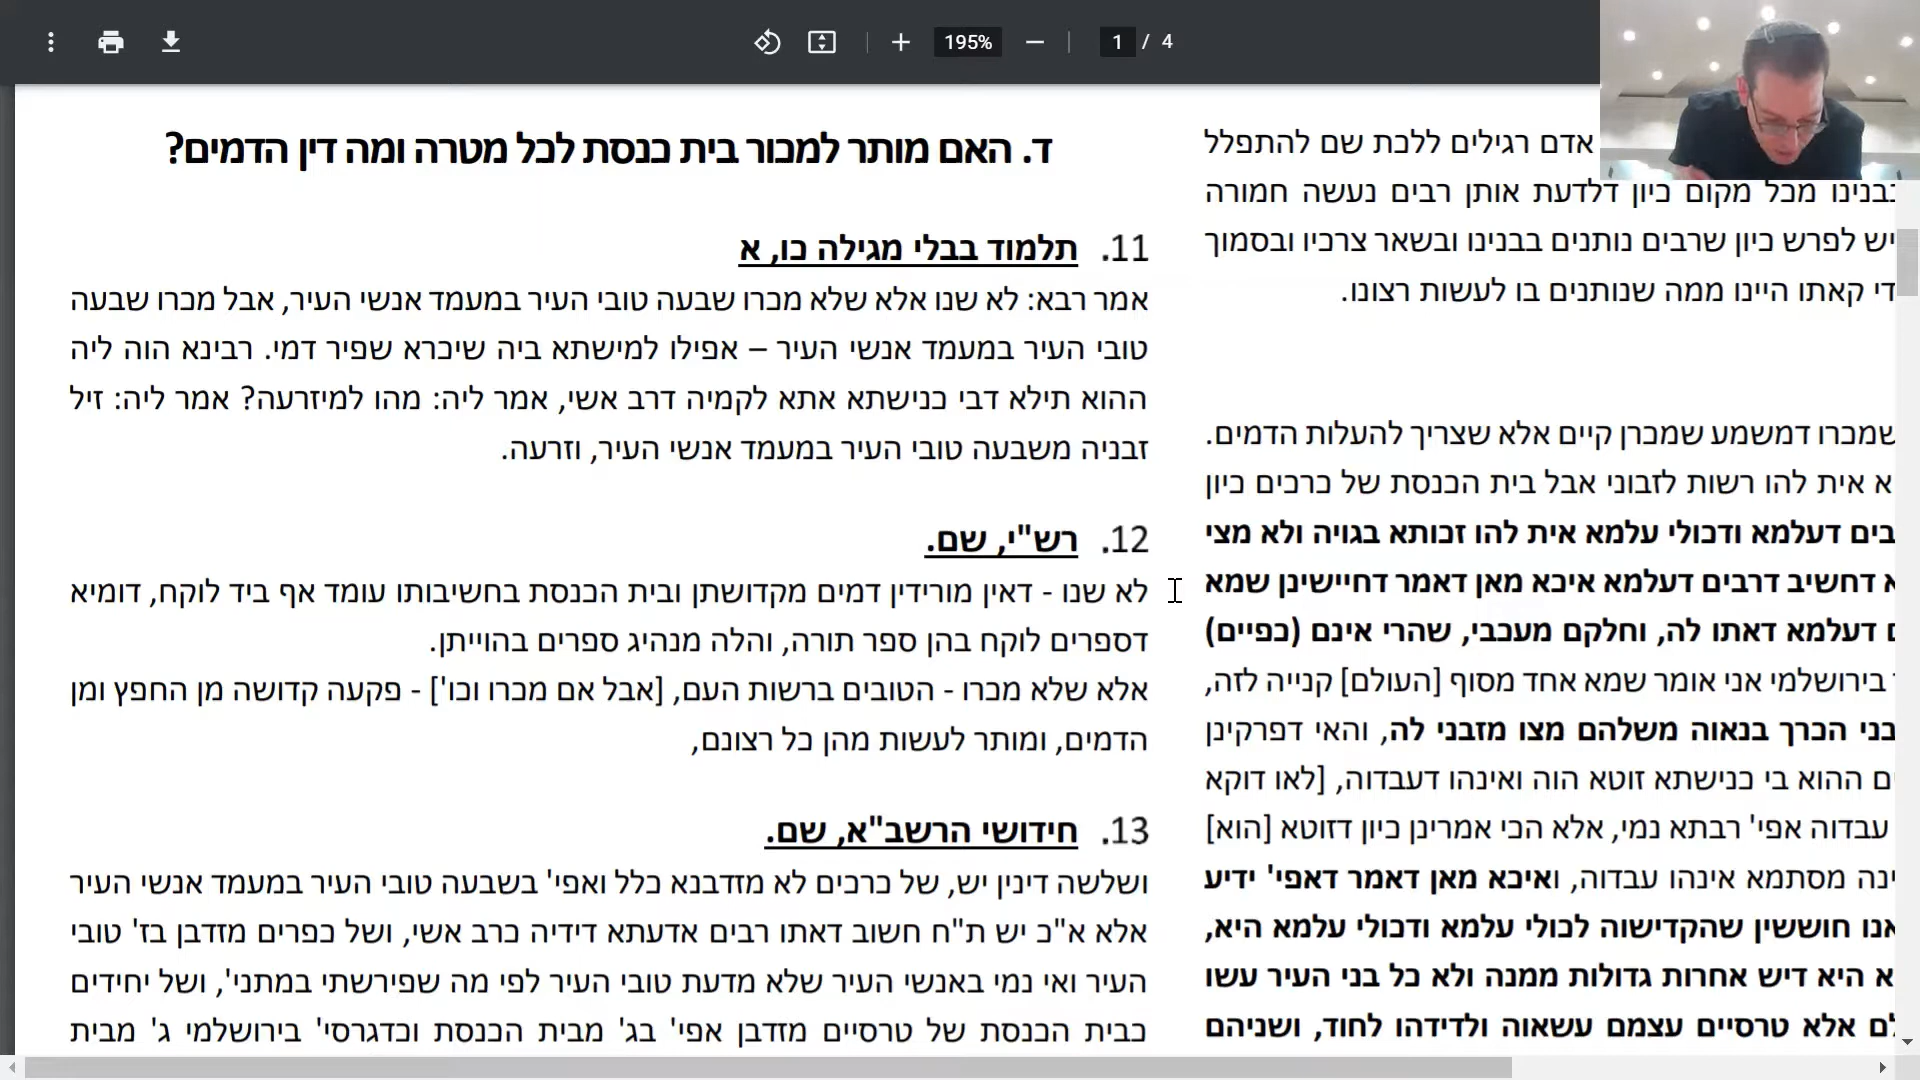 195%
1 / 4
אדם רגילים ללכת שם להתפלל
בבנינו מכל מקום כיון דלדעת אותן רבים נעשה חמורה
יש לפרש כיון שרבים נותנים בבנינו ובשאר צרכיו ובסמוך
די קאתו היינו ממה שנותנים בו לעשות רצונו.
שמכרו דמשמע שמכרן קיים אלא שצריך להעלות הדמים.
א אית להו רשות לזבוני אבל בית הכנסת של כרכים כיון
בים דעלמא ודכולי עלמא אית להו זכותא בגויה ולא מצי
א דחשיב דרבים דעלמא איכא מאן דאמר דחיישינן שמא
ם דעלמא דאתו לה, וחלקם מעכבי, שהרי אינם (כפיים)
בירושלמי אני אומר שמא אחד מסוף [העולם] קנייה לזה,
בני הכרך בנאוה משלהם מצו מזבני לה, והאי דפרקינן
ים ההוא בי כנישתא זוטא הוה ואינהו דעבדוה, [לאו דוקא
עבדוה אפי' רבתא נמי, אלא הכי אמרינן כיון דזוטא [הוא]
ינה מסתמא אינהו עבדוה, ואיכא מאן דאמר דאפי' ידיע
אנו חוששין שהקדישוה לכולי עלמא ודכולי עלמא היא,
א היא דיש אחרות גדולות ממנה ולא כל בני העיר עשו
לם אלא טרסיים עצמם עשאוה ולדידהו לחוד, ושניהם
ד. האם מותר למכור בית כנסת לכל מטרה ומה דין הדמים?
11. תלמוד בבלי מגילה כו, א
אמר רבא: לא שנו אלא שלא מכרו שבעה טובי העיר במעמד אנשי העיר, אבל מכרו שבעה
טובי העיר במעמד אנשי העיר – אפילו למישתא ביה שיכרא שפיר דמי. רבינא הוה ליה
ההוא תילא דבי כנישתא אתא לקמיה דרב אשי, אמר ליה: מהו למיזרעה? אמר ליה: זיל
זבניה משבעה טובי העיר במעמד אנשי העיר, וזרעה.
12. רש"י, שם.
לא שנו - דאין מורידין דמים מקדושתן ובית הכנסת בחשיבותו עומד אף ביד לוקח, דומיא
דספרים לוקח בהן ספר תורה, והלה מנהיג ספרים בהוייתן.
אלא שלא מכרו - הטובים ברשות העם, [אבל אם מכרו וכו'] - פקעה קדושה מן החפץ ומן
הדמים, ומותר לעשות מהן כל רצונם,
13. חידושי הרשב"א, שם.
ושלשה דינין יש, של כרכים לא מזדבנא כלל ואפי' בשבעה טובי העיר במעמד אנשי העיר
אלא א"כ יש ת"ח חשוב דאתו רבים אדעתא דידיה כרב אשי, ושל כפרים מזדבן בז' טובי
העיר ואי נמי באנשי העיר שלא מדעת טובי העיר לפי מה שפירשתי במתני', ושל יחידים
כבית הכנסת של טרסיים מזדבן אפי' בג' מבית הכנסת וכדגרסי' בירושלמי ג' מבית